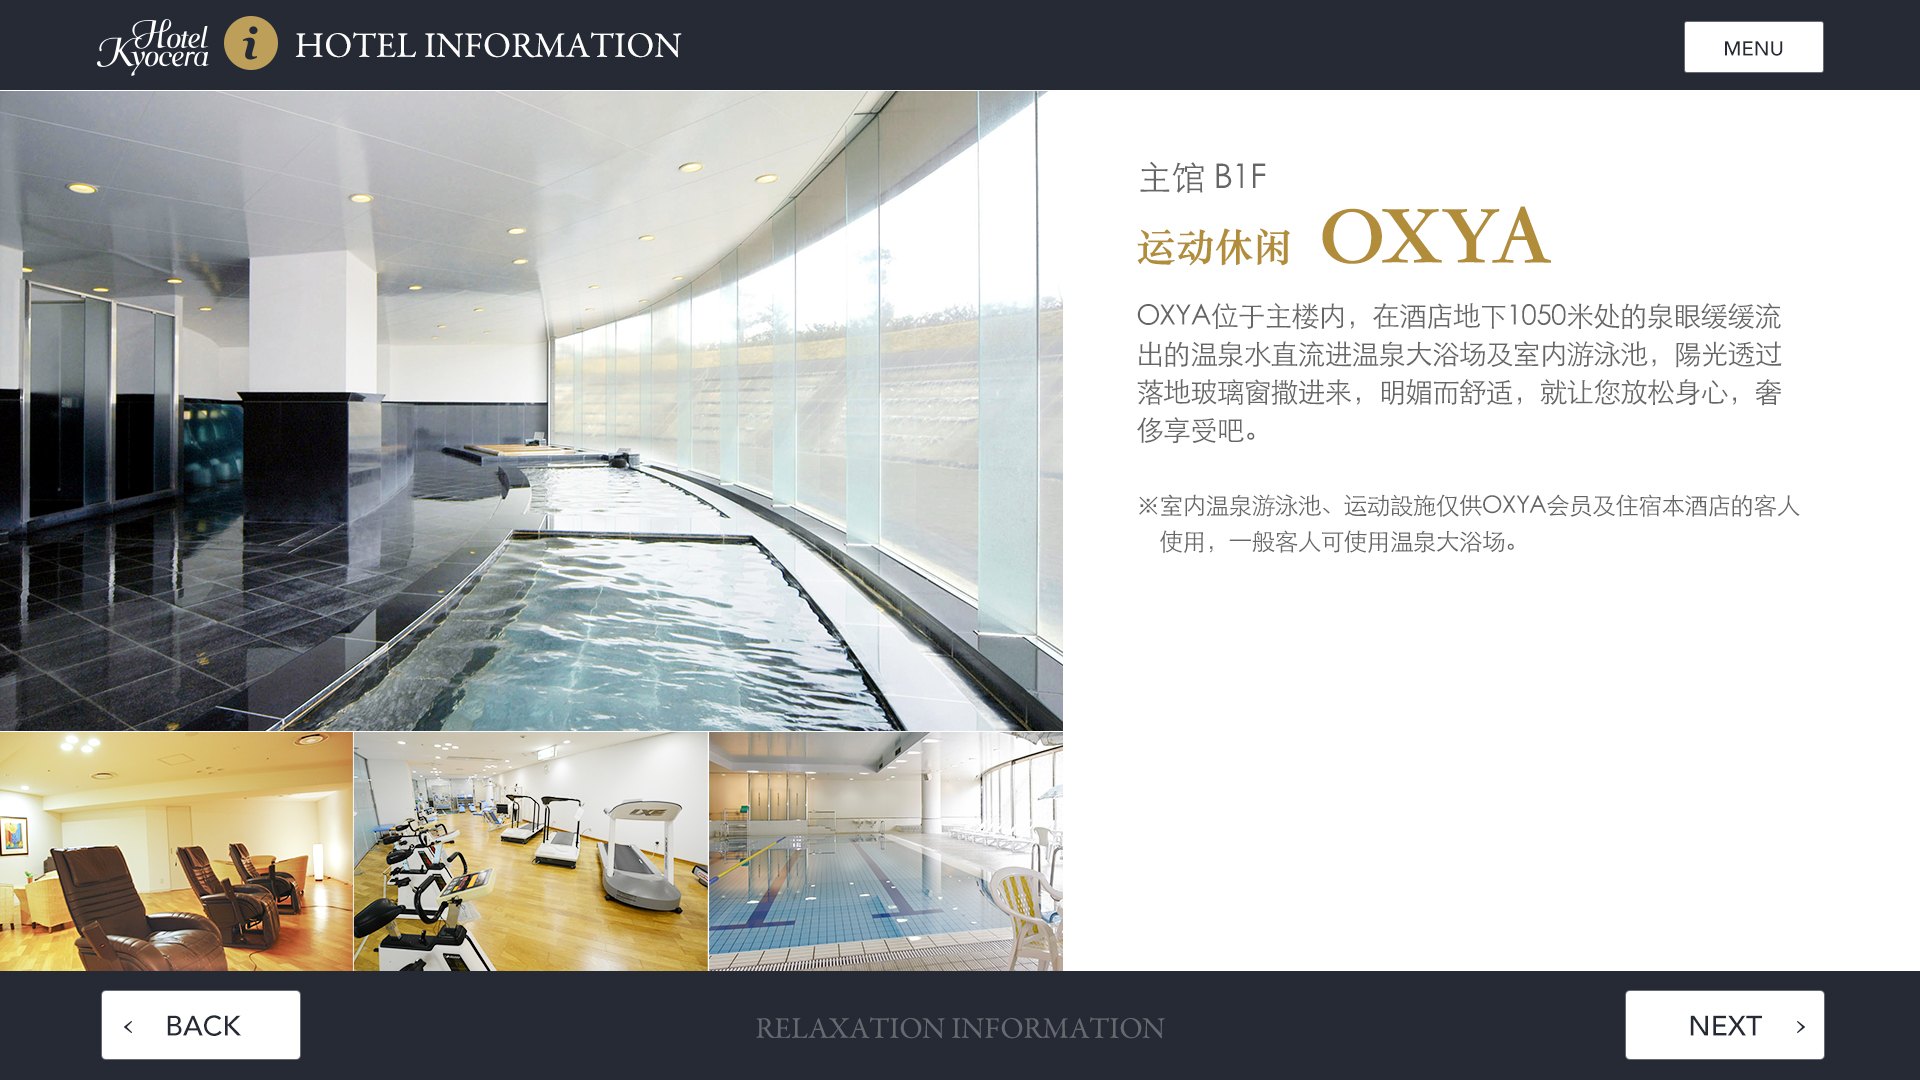 Hotel Kyocera
i
HOTEL INFORMATION
MENU
主馆 B1F
运动休闲 OXYA
OXYA位于主楼内，在酒店地下1050米处的泉眼缓缓流
出的温泉水直流进温泉大浴场及室内游泳池，陽光透过
落地玻璃窗撒进来，明媚而舒适，就让您放松身心，奢
侈享受吧。
※室内温泉游泳池、运动設施仅供OXYA会员及住宿本酒店的客人
使用，一般客人可使用温泉大浴场。
LXE
< BACK
RELAXATION INFORMATION
NEXT >